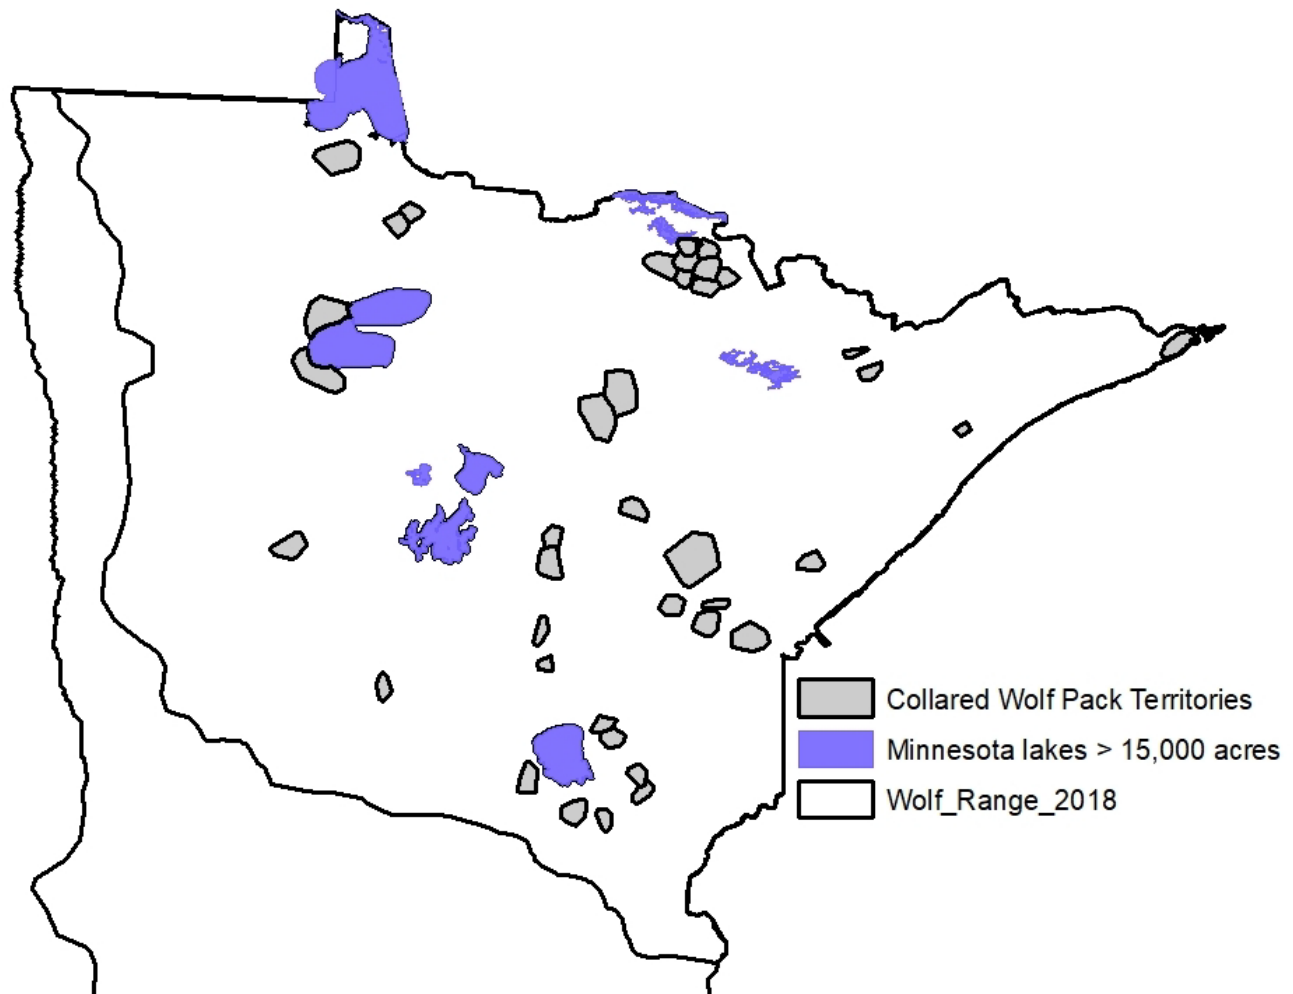 Collared Wolf Pack Territories
Minnesota lakes > 15,000 acres
Wolf_Range_2018